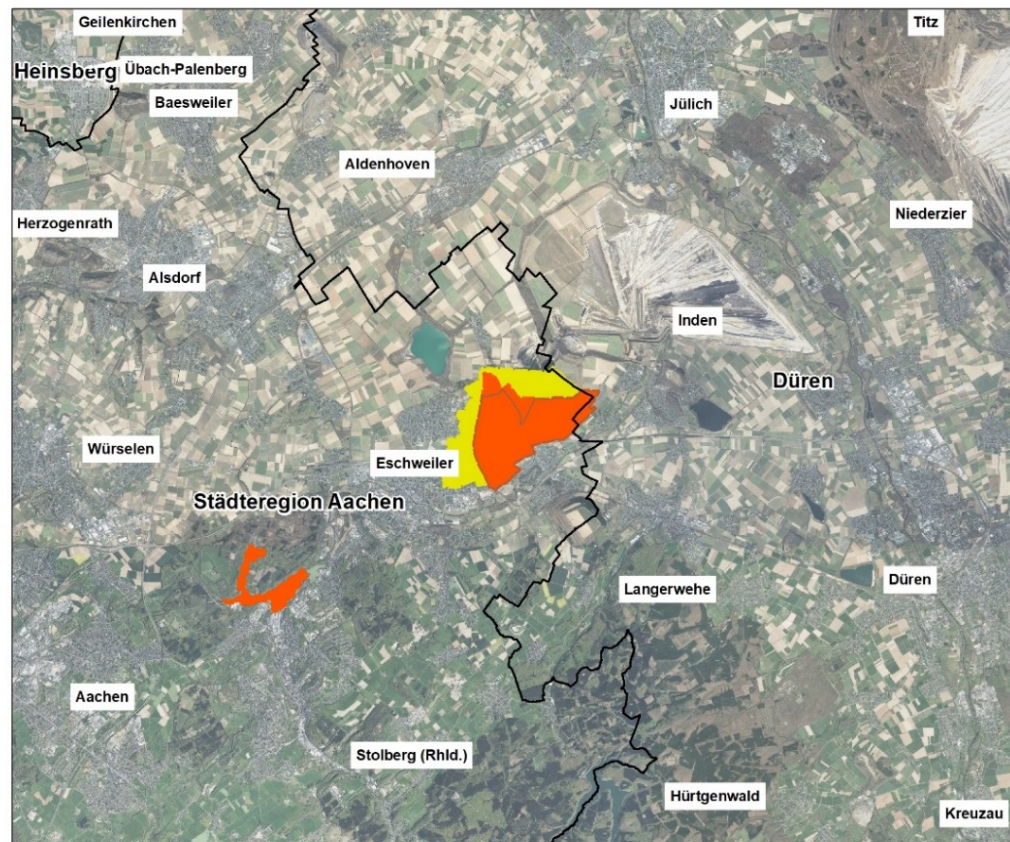 Geilenkirchen
Titz
Heinsberg
Übach-Palenberg
Baesweiler
Jülich
Aldenhoven
Herzogenrath
Niederzier
Alsdorf
Inden
Düren
Würselen
Eschweiler
Städteregion Aachen
Düren
Langerwehe
Aachen
Stolberg (Rhld.)
Hürtgenwald
Kreuzau